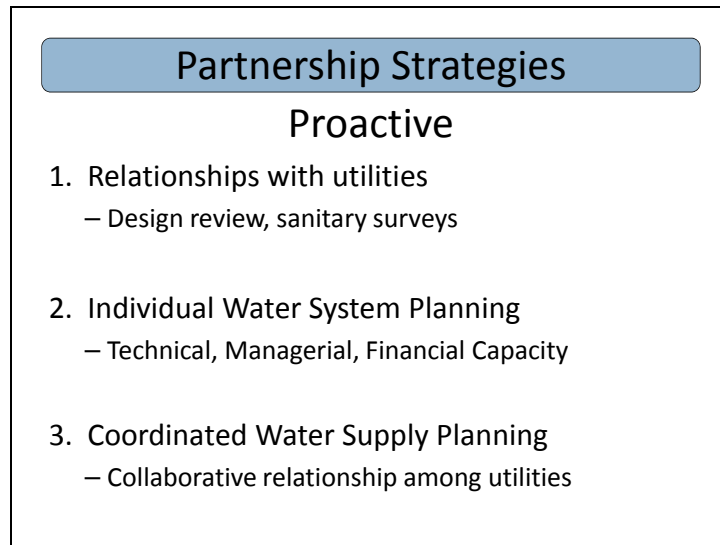 Partnership Strategies
Proactive
1. Relationships with utilities
– Design review, sanitary surveys
2. Individual Water System Planning
– Technical, Managerial, Financial Capacity
3. Coordinated Water Supply Planning
– Collaborative relationship among utilities